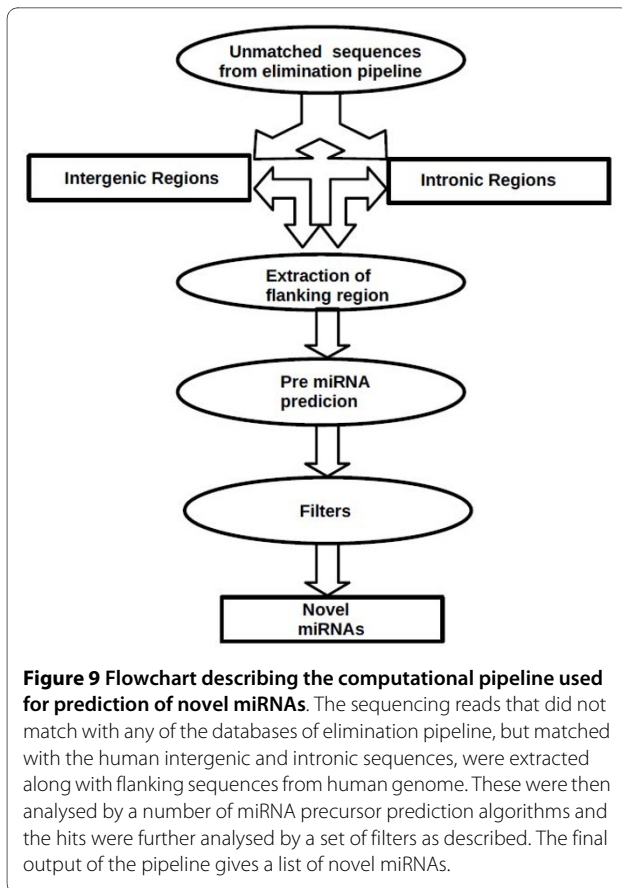 Unmatched sequences
from elimination pipeline
Intergenic Regions
Intronic Regions
Extraction of
flanking region
Pre miRNA
predicion
Filters
Novel
miRNAs
Figure 9 Flowchart describing the computational pipeline used
for prediction of novel miRNAs. The sequencing reads that did not
match with any of the databases of elimination pipeline, but matched
with the human intergenic and intronic sequences, were extracted
along with flanking sequences from human genome. These were then
analysed by a number of miRNA precursor prediction algorithms and
the hits were further analysed by a set of filters as described. The final
output of the pipeline gives a list of novel miRNAs.